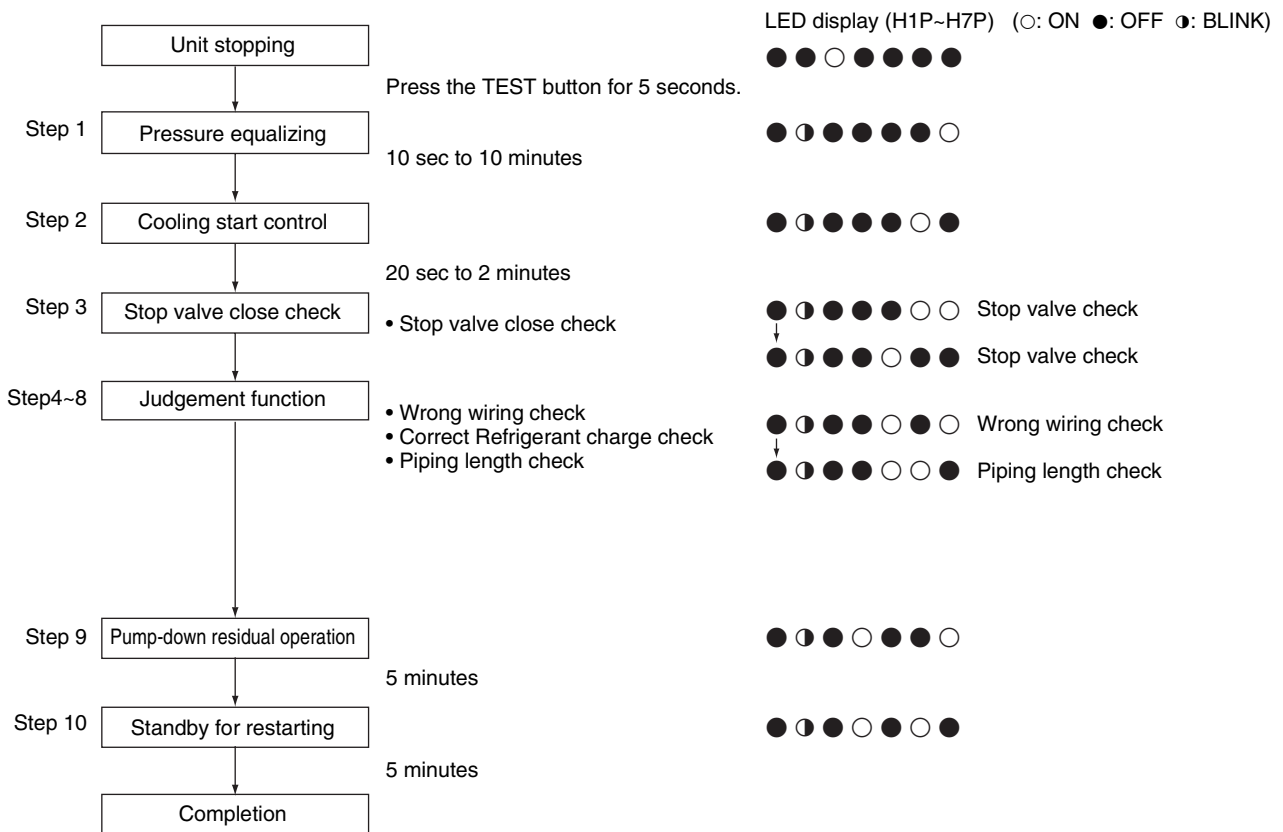 LED display (H1P~H7P) (○: ON ●: OFF ◑: BLINK)
Unit stopping
●●○●●●●
Press the TEST button for 5 seconds.
Step 1 Pressure equalizing
●◑●●●●○
10 sec to 10 minutes
Step 2 Cooling start control
●◑●●●○●
20 sec to 2 minutes
Step 3 Stop valve close check
• Stop valve close check
●◑●●●○○ Stop valve check
●◑●●○●● Stop valve check
Step4~8 Judgement function
• Wrong wiring check
• Correct Refrigerant charge check
• Piping length check
●◑●●○●○ Wrong wiring check
●◑●●○○● Piping length check
Step 9 Pump-down residual operation
●◑●○●●○
5 minutes
Step 10 Standby for restarting
●◑●○●○●
5 minutes
Completion